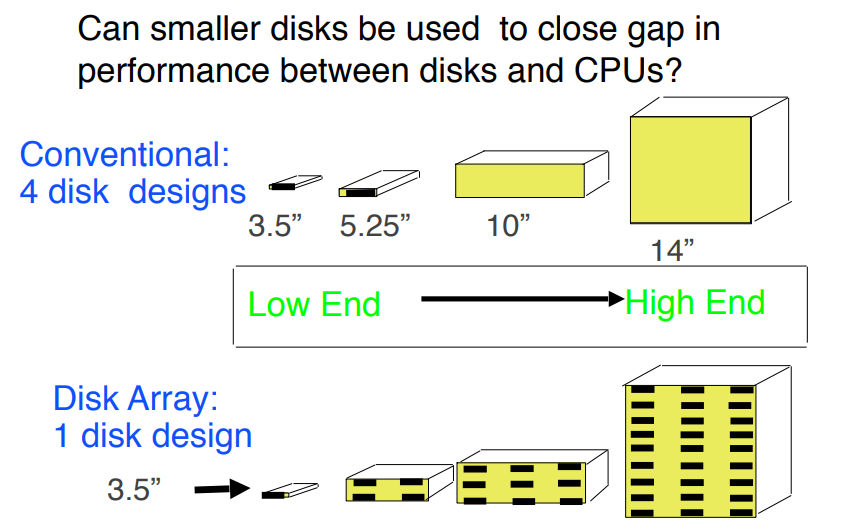 Can smaller disks be used  to close gap in
performance between disks and CPUs?
Conventional:
4 disk  designs
3.5”
5.25”
10”
14”
Low End
High End
Disk Array:
1 disk design
3.5”